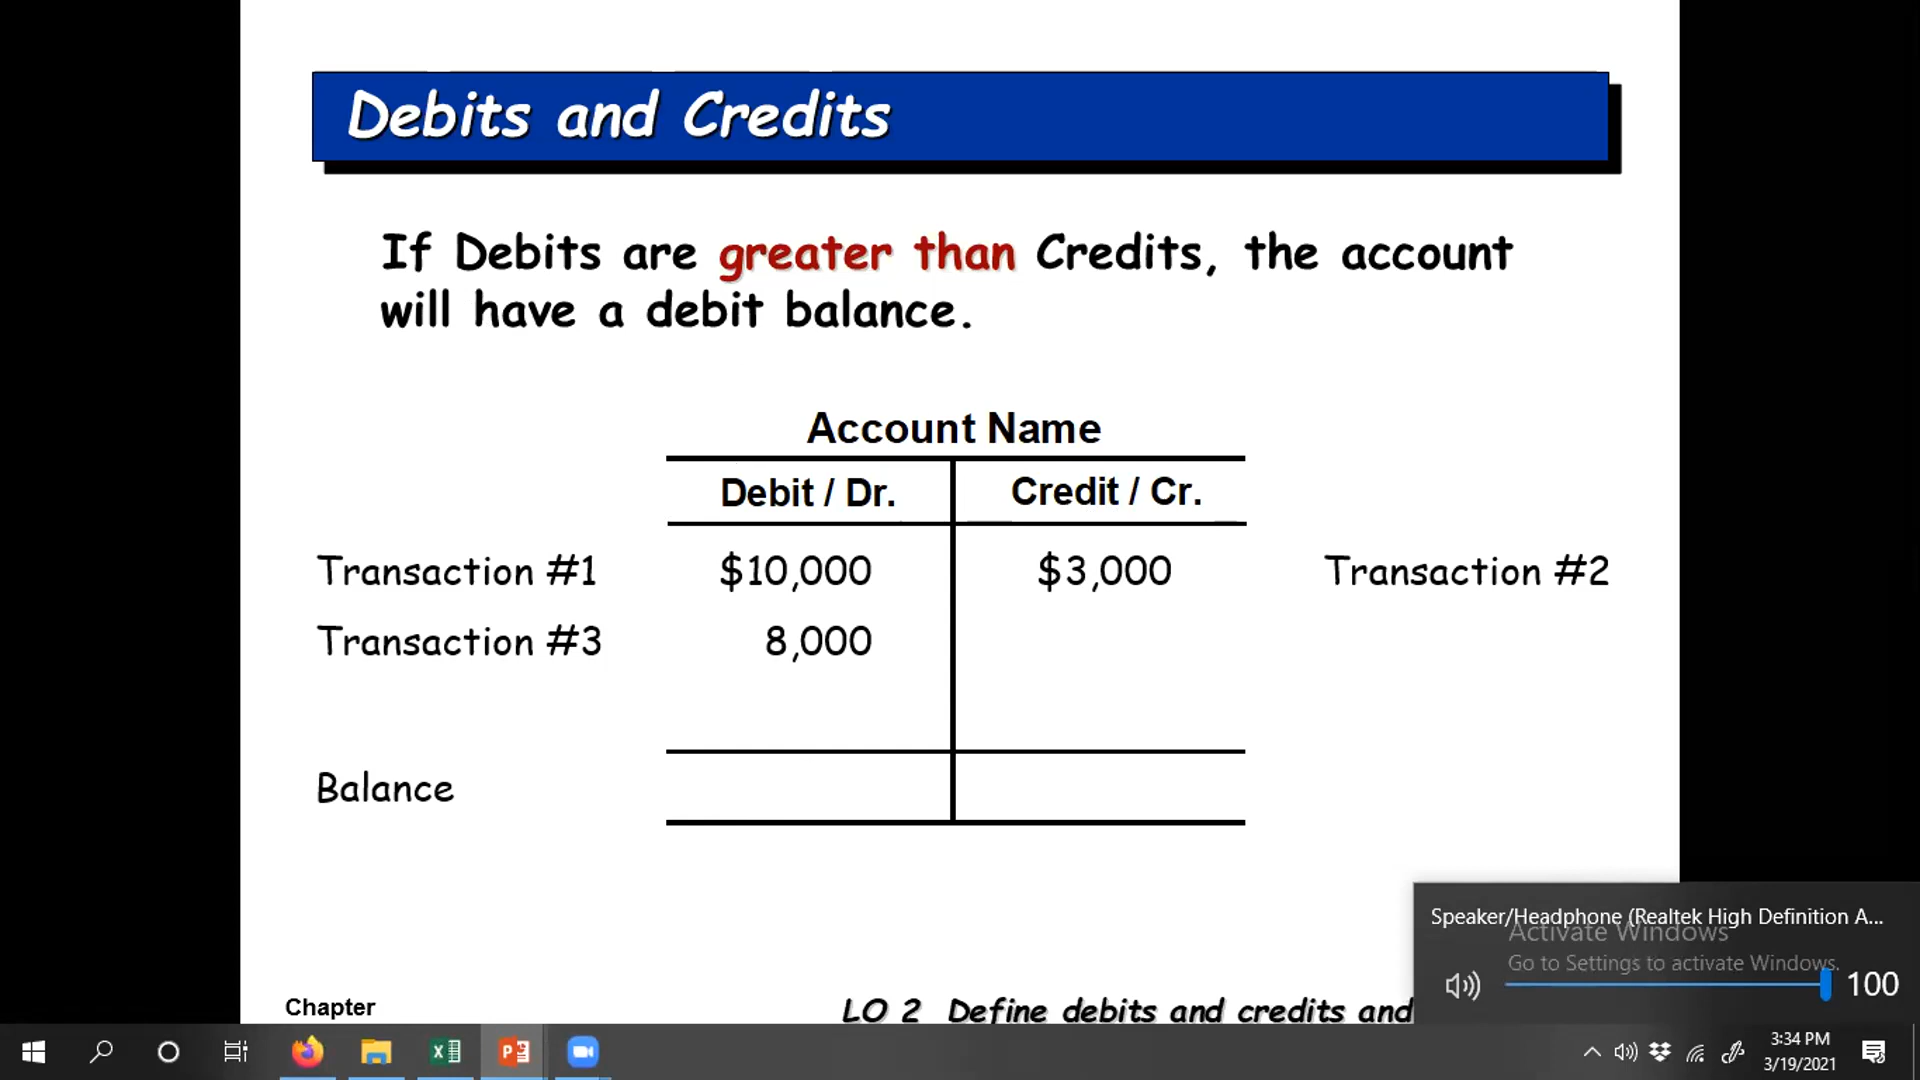 Debits and Credits
If Debits are greater than Credits, the account
will have a debit balance.
Account Name
Debit / Dr. Credit / Cr.
Transaction #1 $10,000 $3,000 Transaction #2
Transaction #3 8,000
Balance
Speaker/Headphone (Realtek High Definition A...
Activate Windows
Go to Settings to activate Windows.
100
Chapter
LO 2 Define debits and credits and
3:34 PM
3/19/2021